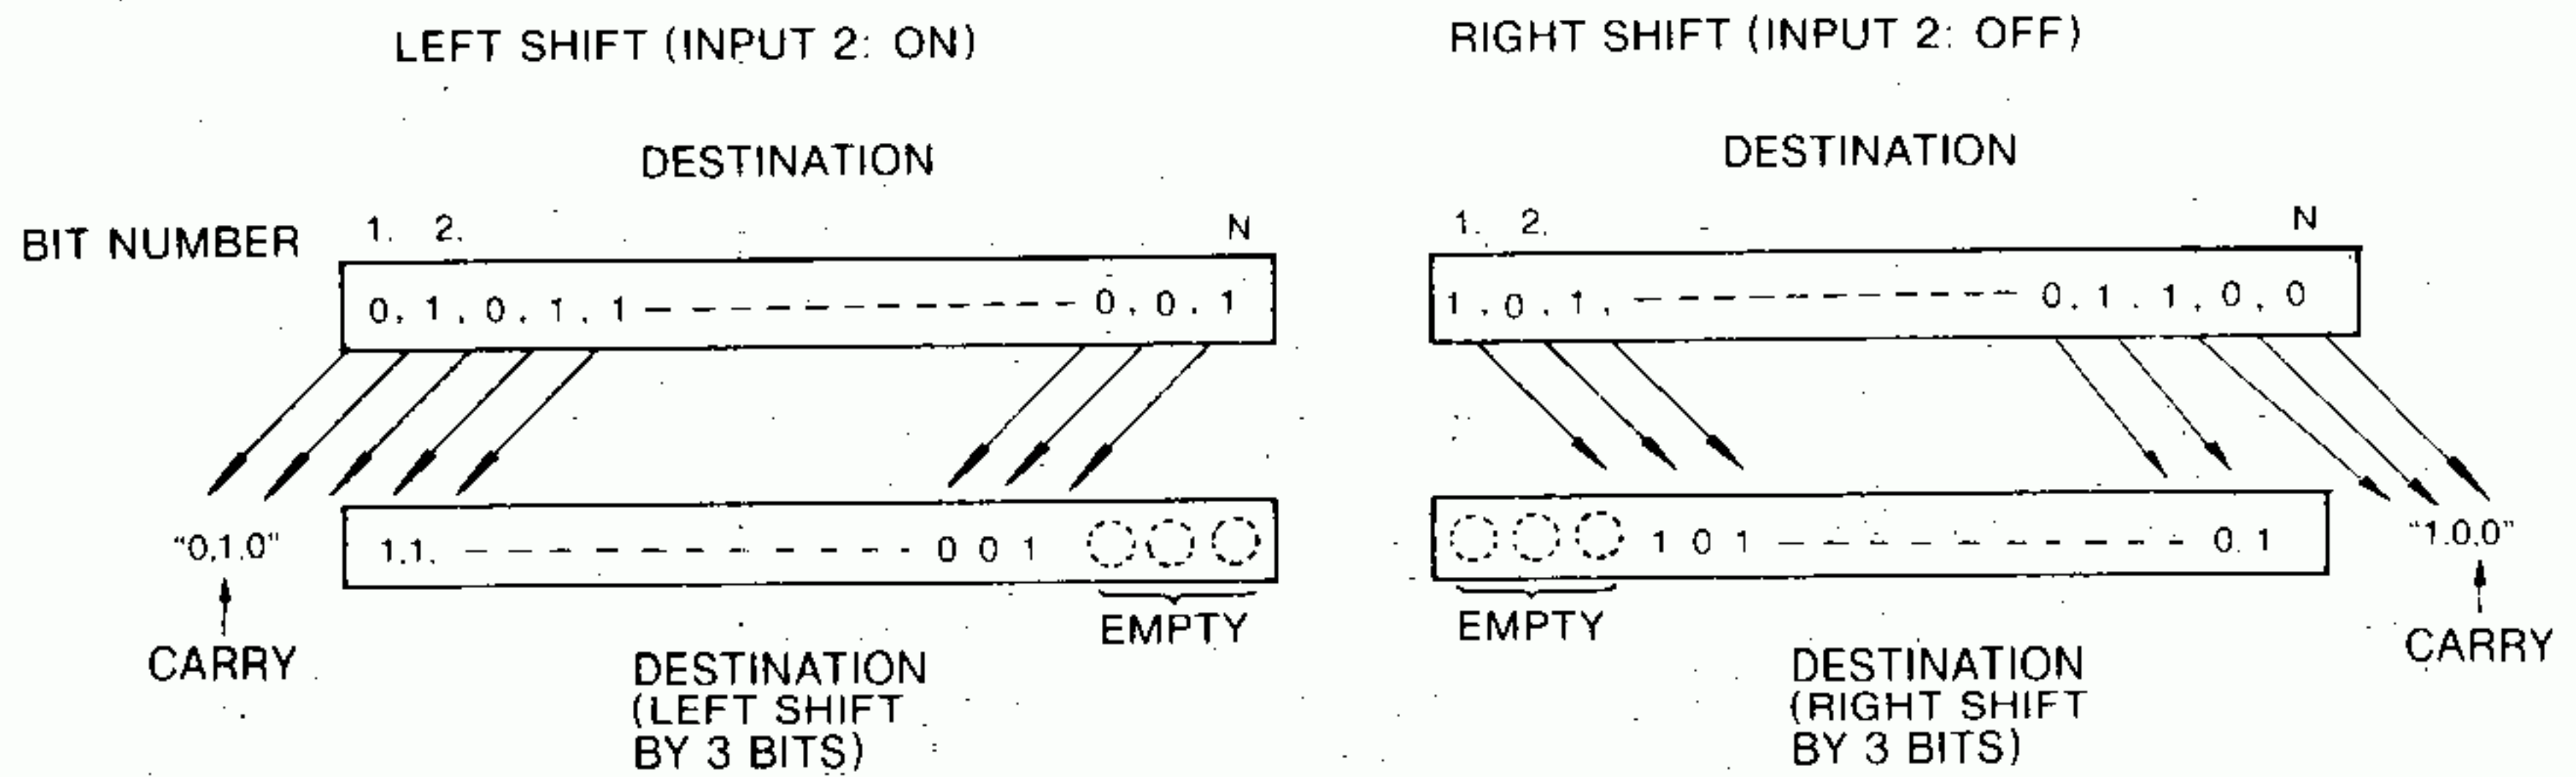 LEFT SHIFT (INPUT 2: ON)
DESTINATION
BIT NUMBER 1. 2. N
0, 1, 0, 1, 1 — — — — — — — — — — 0, 0, 1
"0,1,0" 1.1. — — — — — — — — — — 0 0 1
CARRY
EMPTY
DESTINATION
(LEFT SHIFT
BY 3 BITS)
RIGHT SHIFT (INPUT 2: OFF)
DESTINATION
1. 2. N
1, 0, 1, — — — — — — — — — — 0, 1, 1, 0, 0
1 0 1 — — — — — — — — — — 0 1 "1.0,0"
EMPTY
CARRY
DESTINATION
(RIGHT SHIFT
BY 3 BITS)